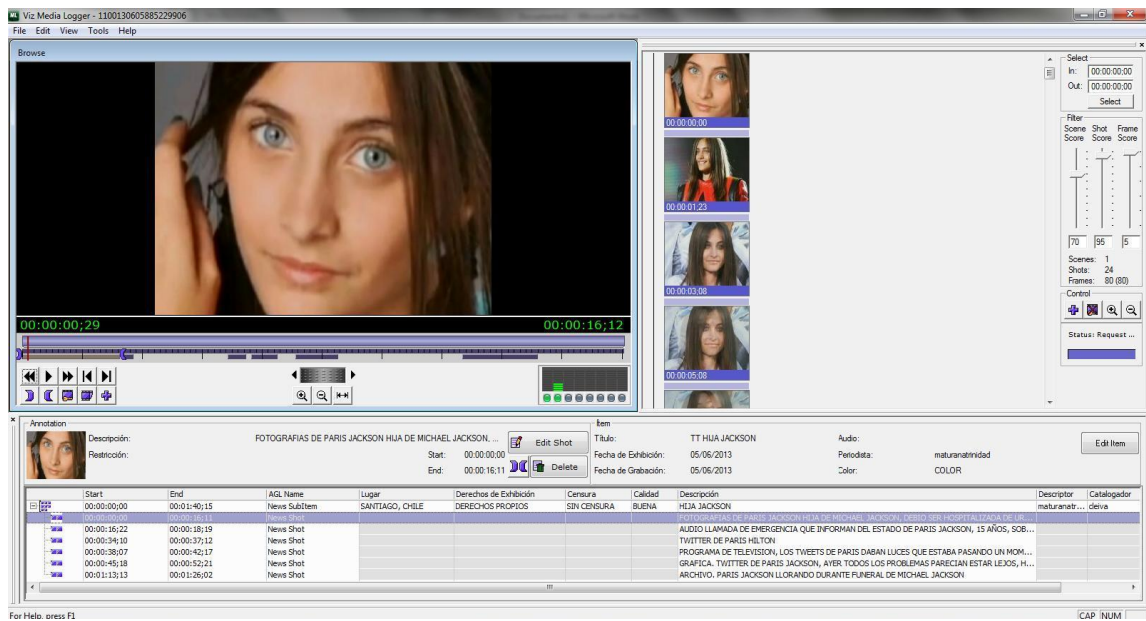 Viz Media Logger - 1100130605885229906
File Edit View Tools Help
Browse
00:00:00;29 00:00:16;12
00:00:00;00
00:00:01;23
00:00:03;08
00:00:05;08
Select
In: 00:00:00;00
Out: 00:00:00;00
Select
Filter
Scene Score Shot Score Frame Score
70 95 5
Scenes: 1
Shots: 24
Frames: 80 (80)
Control
Status: Request ...
Annotation
Descripción: FOTOGRAFIAS DE PARIS JACKSON HIJA DE MICHAEL JACKSON, ...
Restricción:
Start: 00:00:00;00
End: 00:00:16;11
Edit Shot
Delete
Item
Título: TT HIJA JACKSON
Fecha de Exhibición: 05/06/2013
Fecha de Grabación: 05/06/2013
Audio:
Periodista: maturanatrinidad
Color: COLOR
Edit Item
Start End AGL Name Lugar Derechos de Exhibición Censura Calidad Descripción Descriptor Catalogador
00:00:00;00 00:01:40;15 News SubItem SANTIAGO, CHILE DERECHOS PROPIOS SIN CENSURA BUENA HIJA JACKSON maturanatr... deiva
00:00:00;00 00:00:16;11 News Shot FOTOGRAFIAS DE PARIS JACKSON HIJA DE MICHAEL JACKSON, DEBIO SER HOSPITALIZADA DE UR...
00:00:16;22 00:00:18;19 News Shot AUDIO LLAMADA DE EMERGENCIA QUE INFORMAN DEL ESTADO DE PARIS JACKSON, 15 AÑOS, SOB...
00:00:34;10 00:00:37;12 News Shot TWITTER DE PARIS HILTON
00:00:38;07 00:00:42;17 News Shot PROGRAMA DE TELEVISION, LOS TWEETS DE PARIS DABAN LUCES QUE ESTABA PASANDO UN MOM...
00:00:45;18 00:00:52;21 News Shot GRAFICA. TWITTER DE PARIS JACKSON, AYER TODOS LOS PROBLEMAS PARECIAN ESTAR LEJOS, H...
00:01:13;13 00:01:26;02 News Shot ARCHIVO. PARIS JACKSON LLORANDO DURANTE FUNERAL DE MICHAEL JACKSON
For Help, press F1
CAP NUM